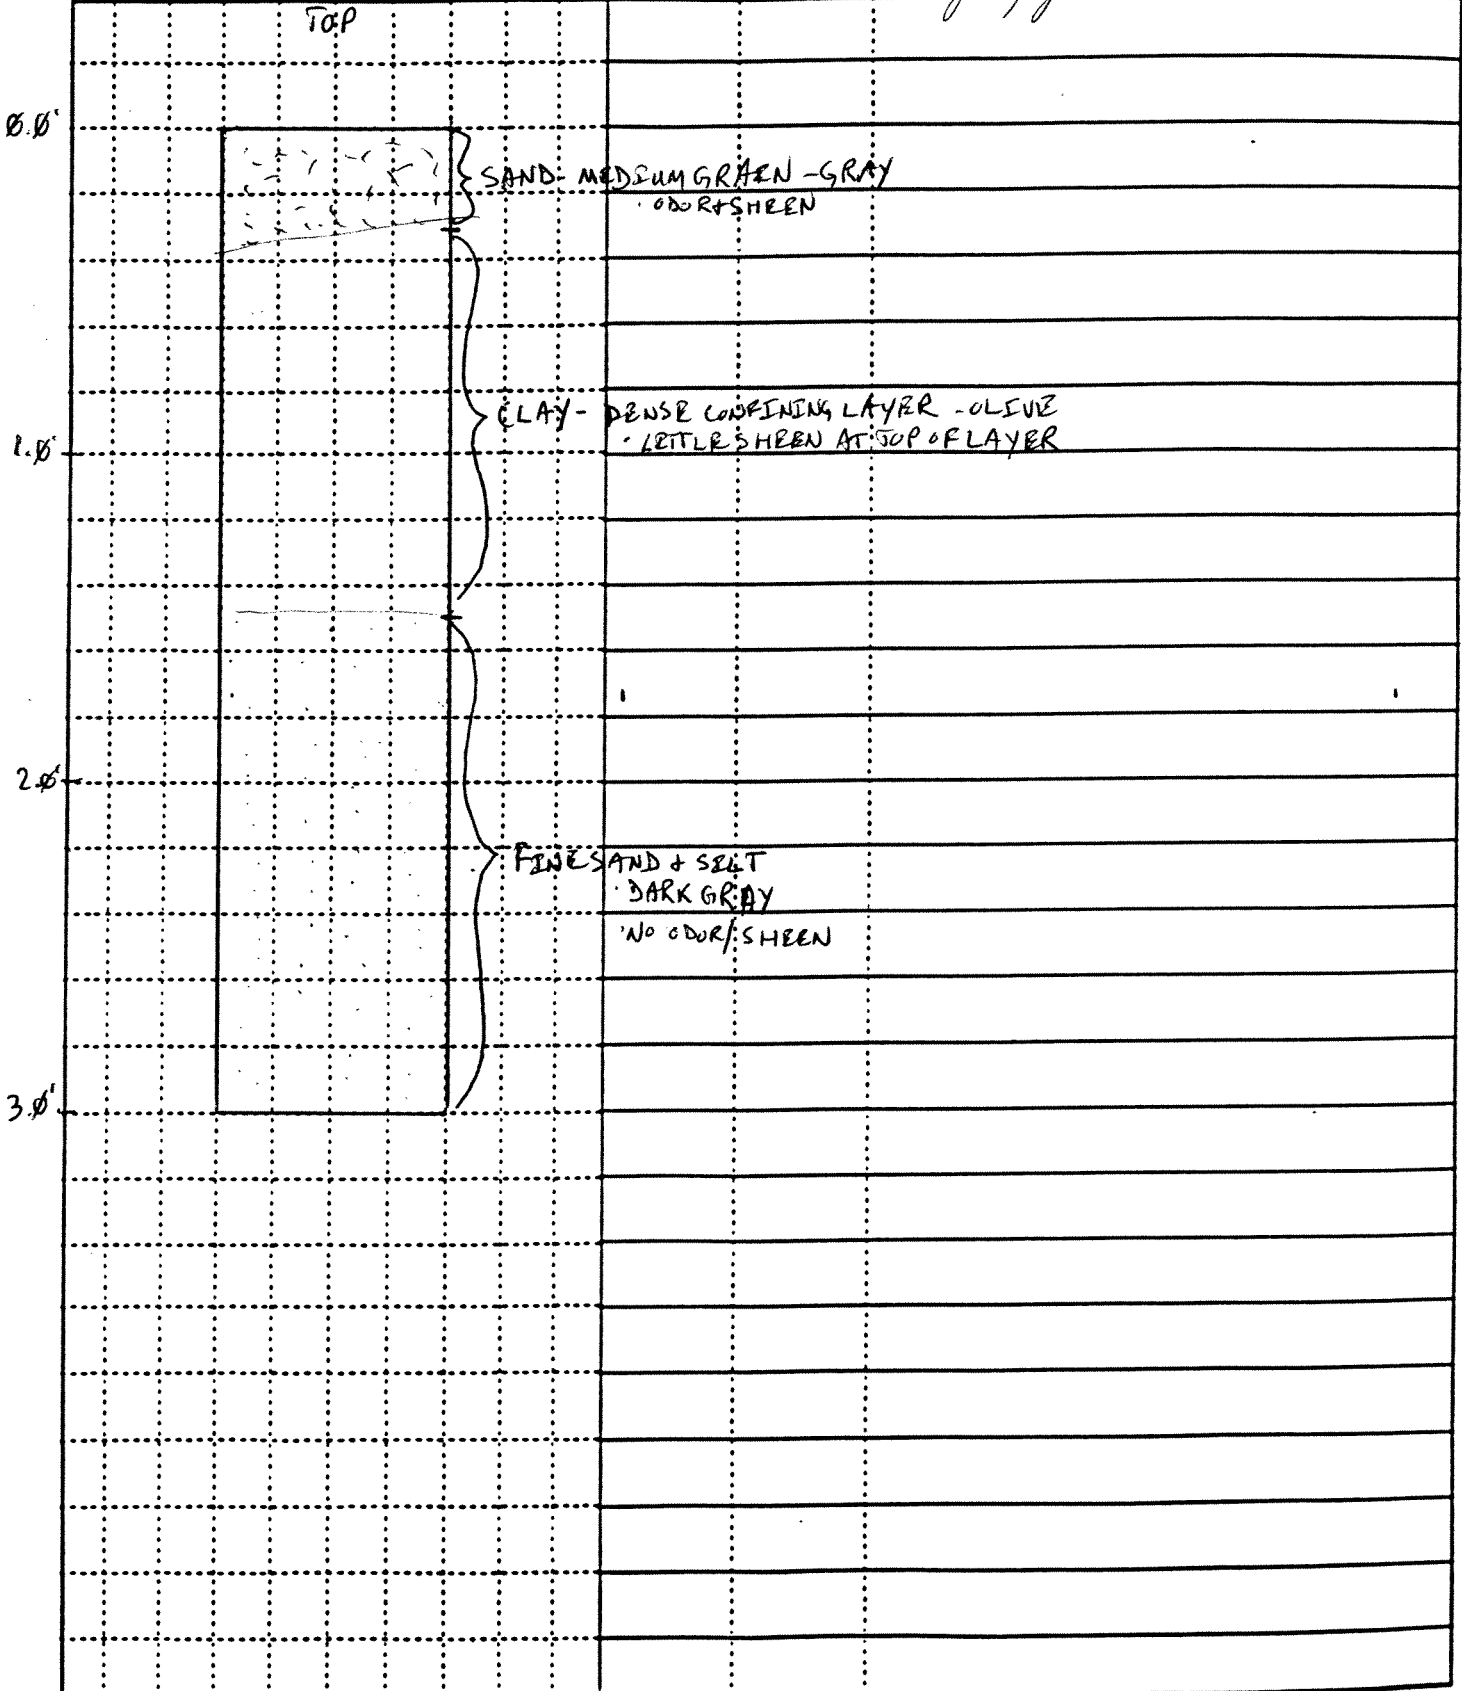 TOP
0.0'
SAND- MEDIUM GRAIN -GRAY
· ODOR & SHEEN
CLAY- DENSE CONFINING LAYER -OLIVE
· LITTLE SHEEN AT TOP OF LAYER
1.0'
2.0'
FINE SAND & SILT
· DARK GRAY
· NO ODOR/SHEEN
3.0'